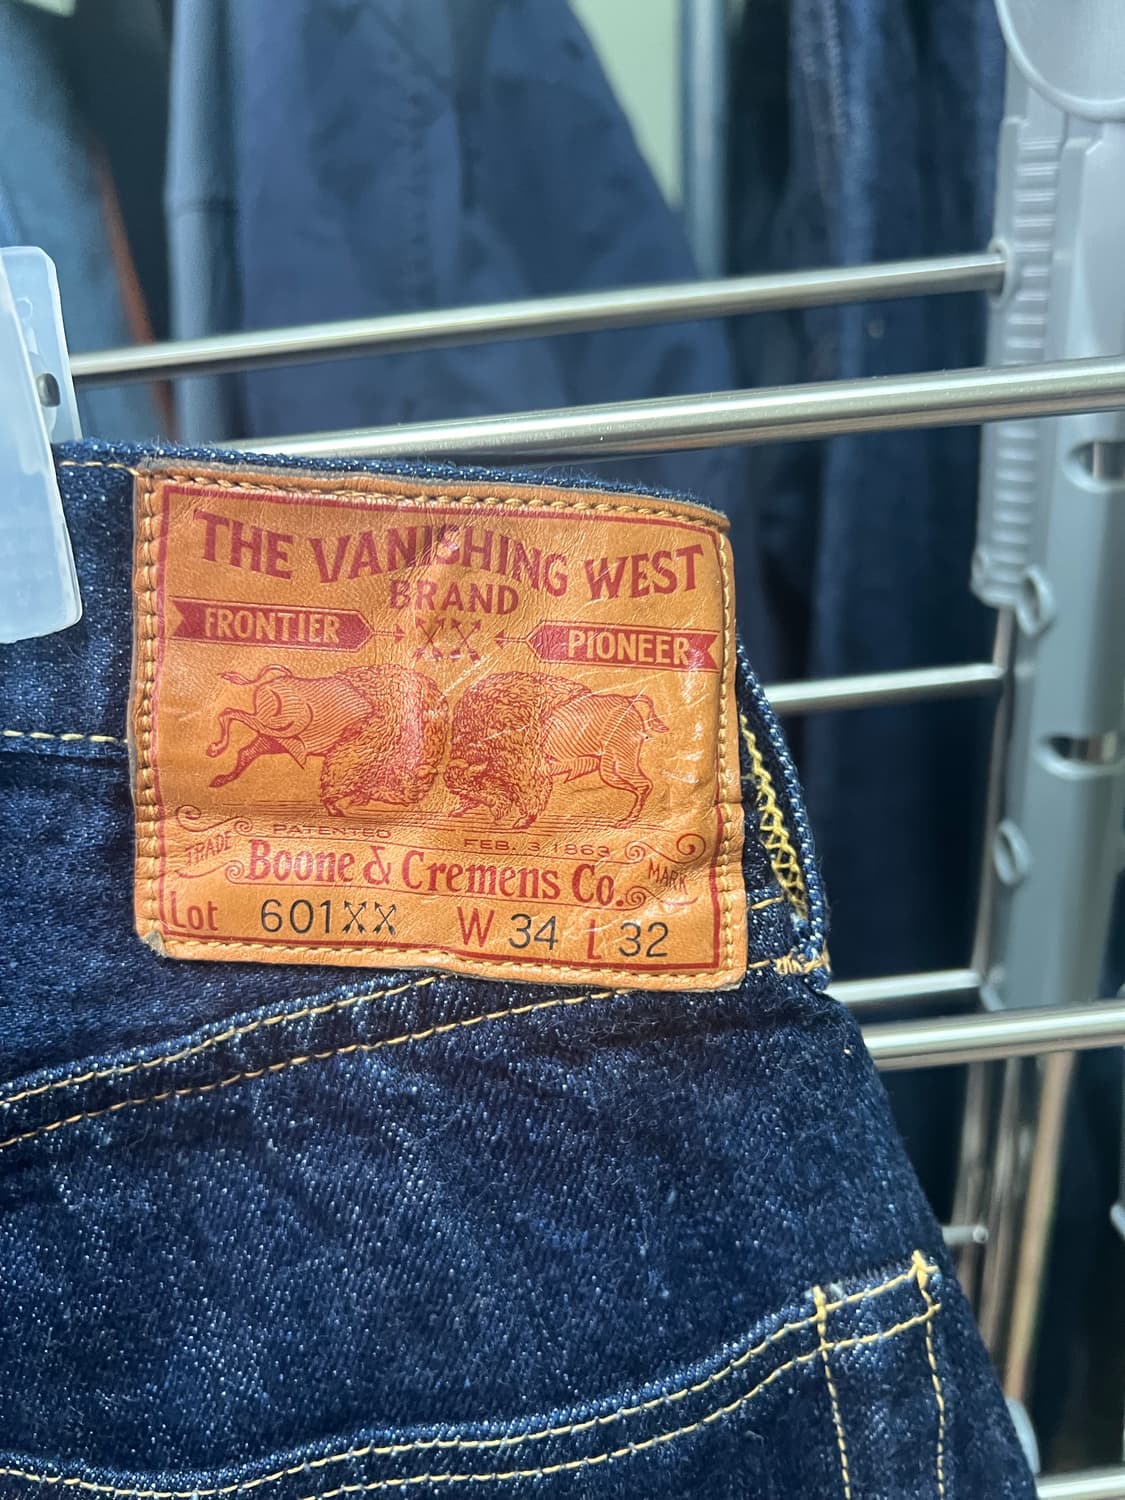 THE VANISHING WEST
BRAND
FRONTIER XX PIONEER
PATENTED FEB. 3 1863
TRADE Boone & Cremens Co. MARK
Lot 601XX W 34 L 32